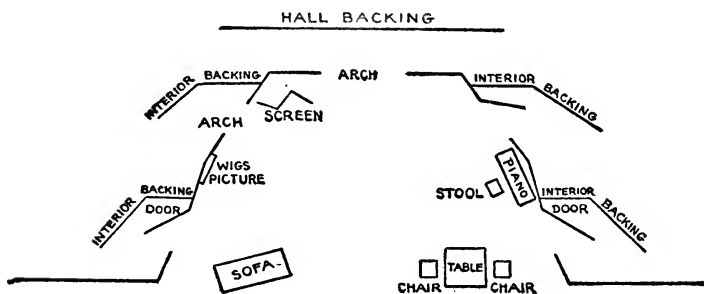 HALL BACKING
INTERIOR BACKING
ARCH
INTERIOR BACKING
SCREEN
ARCH
WIGS
PICTURE
PIANO
STOOL
INTERIOR BACKING
DOOR
INTERIOR BACKING
DOOR
SOFA-
CHAIR
TABLE
CHAIR